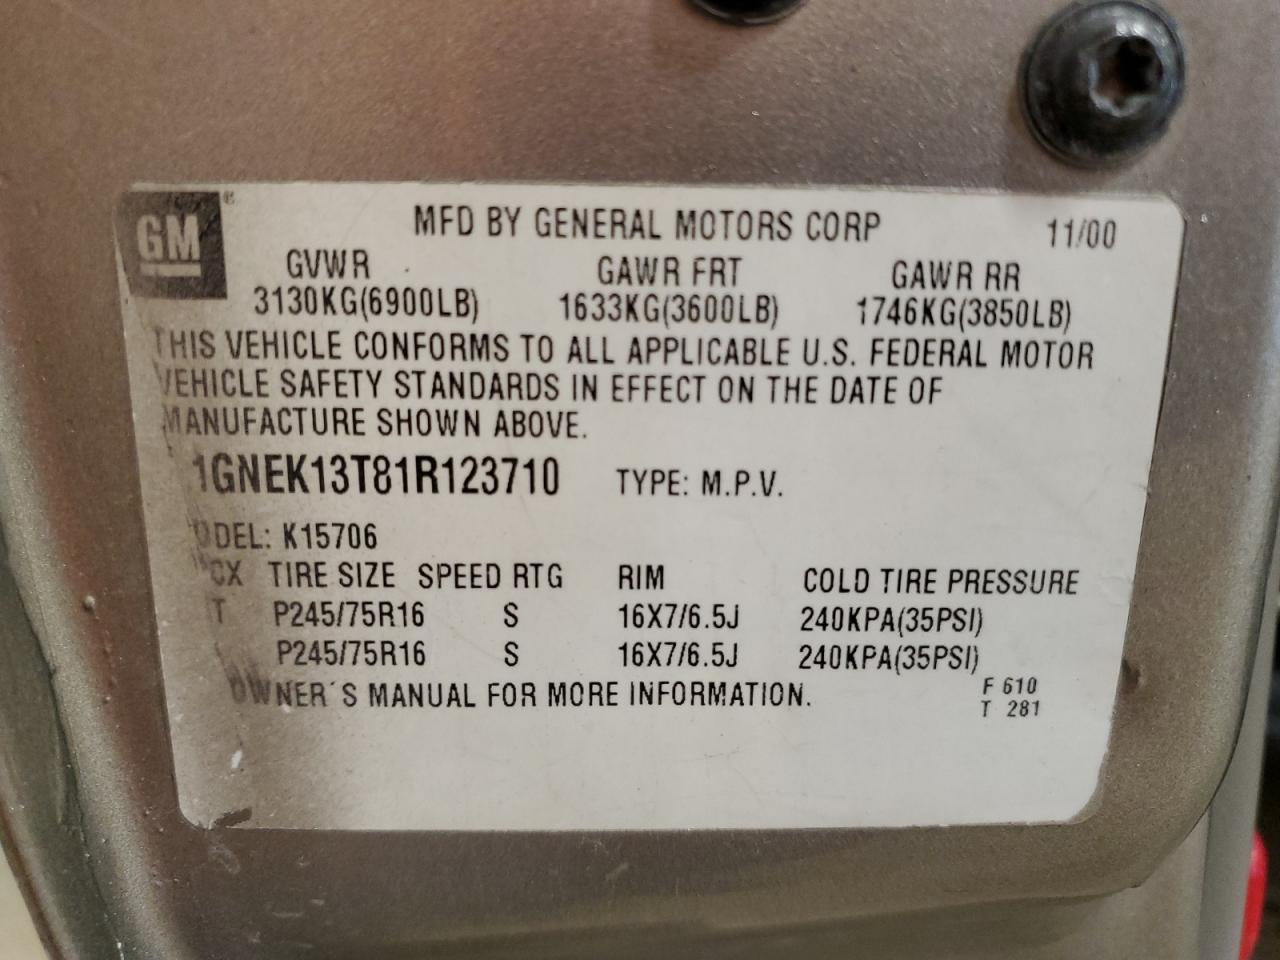 GM®
MFD BY GENERAL MOTORS CORP 11/00
GVWR GAWR FRT GAWR RR
3130KG(6900LB) 1633KG(3600LB) 1746KG(3850LB)
THIS VEHICLE CONFORMS TO ALL APPLICABLE U.S. FEDERAL MOTOR
VEHICLE SAFETY STANDARDS IN EFFECT ON THE DATE OF
MANUFACTURE SHOWN ABOVE.
1GNEK13T81R123710 TYPE: M.P.V.
ODEL: K15706
CX TIRE SIZE SPEED RTG RIM COLD TIRE PRESSURE
T P245/75R16 S 16X7/6.5J 240KPA(35PSI)
P245/75R16 S 16X7/6.5J 240KPA(35PSI)
OWNER'S MANUAL FOR MORE INFORMATION.
F 610
T 281